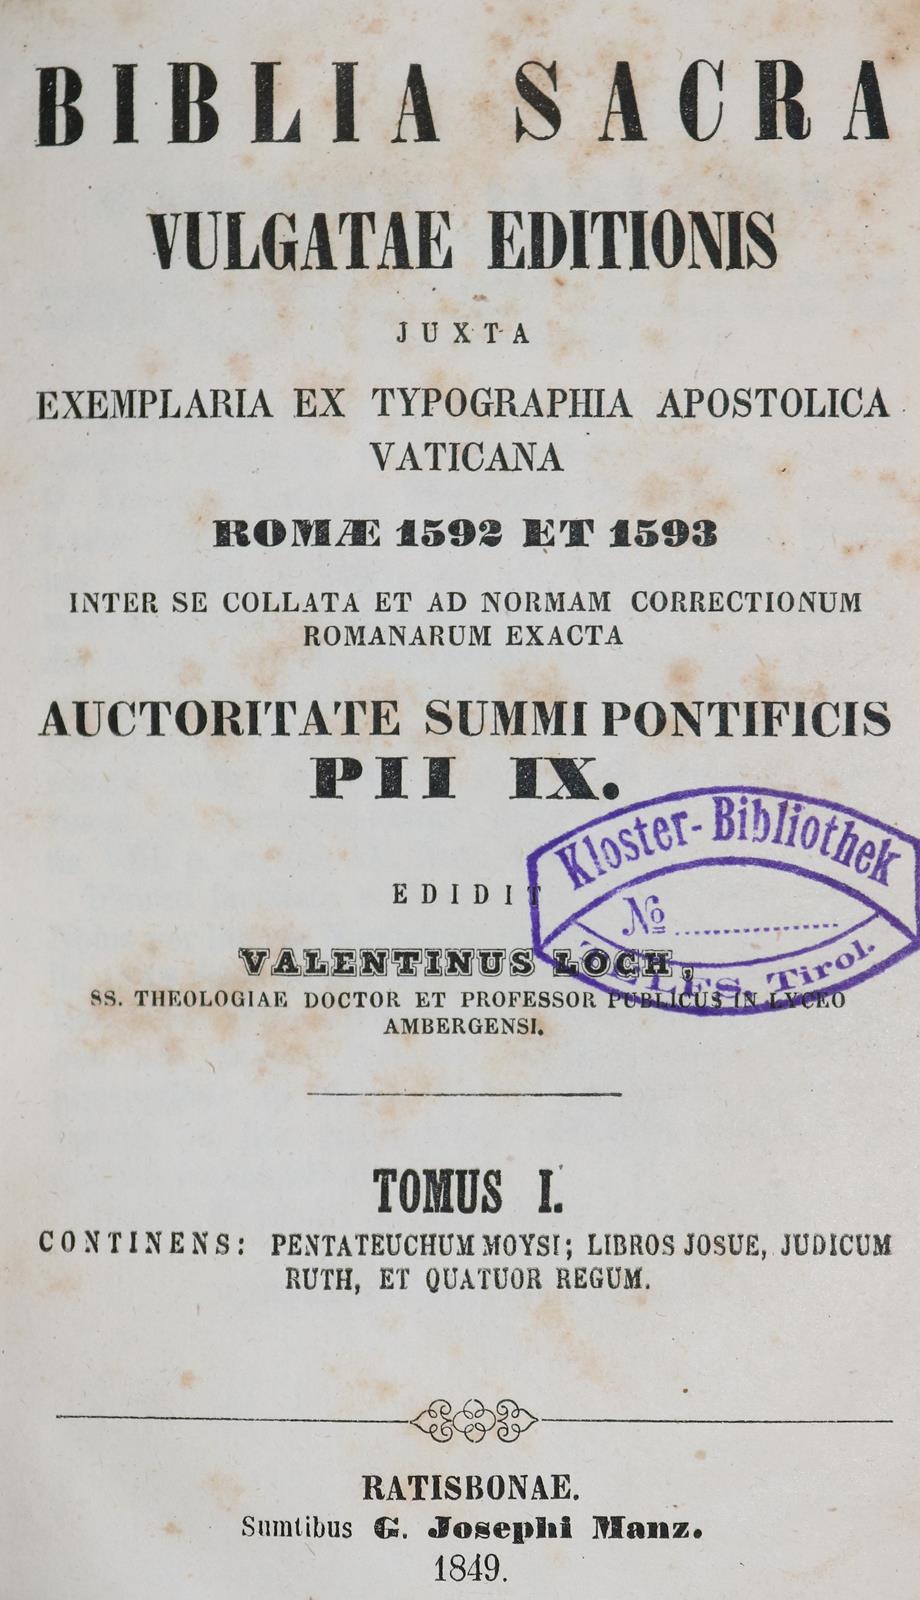 BIBLIA SACRA
VULGATAE EDITIONIS
JUXTA
EXEMPLARIA EX TYPOGRAPHIA APOSTOLICA
VATICANA
ROMÆ 1592 ET 1593
INTER SE COLLATA ET AD NORMAM CORRECTIONUM
ROMANARUM EXACTA
AUCTORITATE SUMMI PONTIFICIS
PII IX.
Kloster-Bibliothek
No
TELFS, Tirol.
EDIDIT
VALENTINUS LOCH,
SS. THEOLOGIAE DOCTOR ET PROFESSOR PUBLICUS IN LYCEO
AMBERGENSI.
TOMUS I.
CONTINENS: PENTATEUCHUM MOYSI; LIBROS JOSUE, JUDICUM
RUTH, ET QUATUOR REGUM.
RATISBONAE.
Sumtibus G. Josephi Manz.
1849.